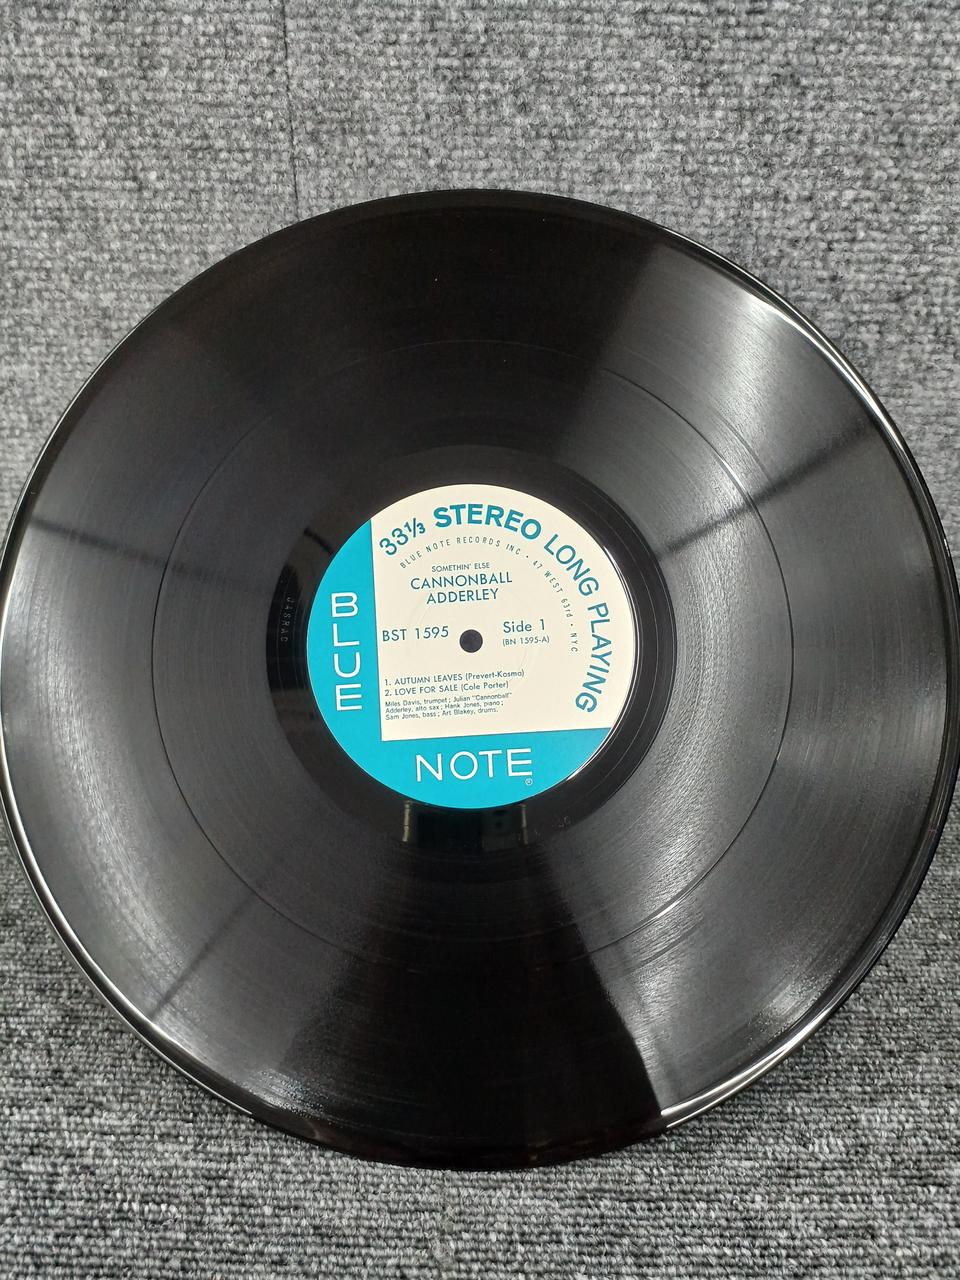 33⅓ STEREO LONG PLAYING
BLUE NOTE RECORDS INC • 47 WEST 63rd • NYC
SOMETHIN' ELSE
CANNONBALL
ADDERLEY
BST 1595
Side 1
(BN 1595-A)
1. AUTUMN LEAVES (Prevert-Kosma)
2. LOVE FOR SALE (Cole Porter)
Miles Davis, trumpet; Julian "Cannonball"
Adderley, alto sax; Hank Jones, piano;
Sam Jones, bass; Art Blakey, drums.
BLUE
NOTE
®
JASRAC